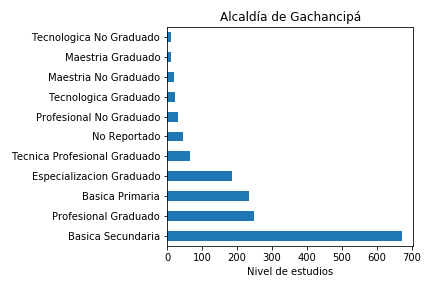 Alcaldía de Gachancipá
Tecnologica No Graduado
Maestria Graduado
Maestria No Graduado
Tecnologica Graduado
Profesional No Graduado
No Reportado
Tecnica Profesional Graduado
Especializacion Graduado
Basica Primaria
Profesional Graduado
Basica Secundaria
0 100 200 300 400 500 600 700
Nivel de estudios